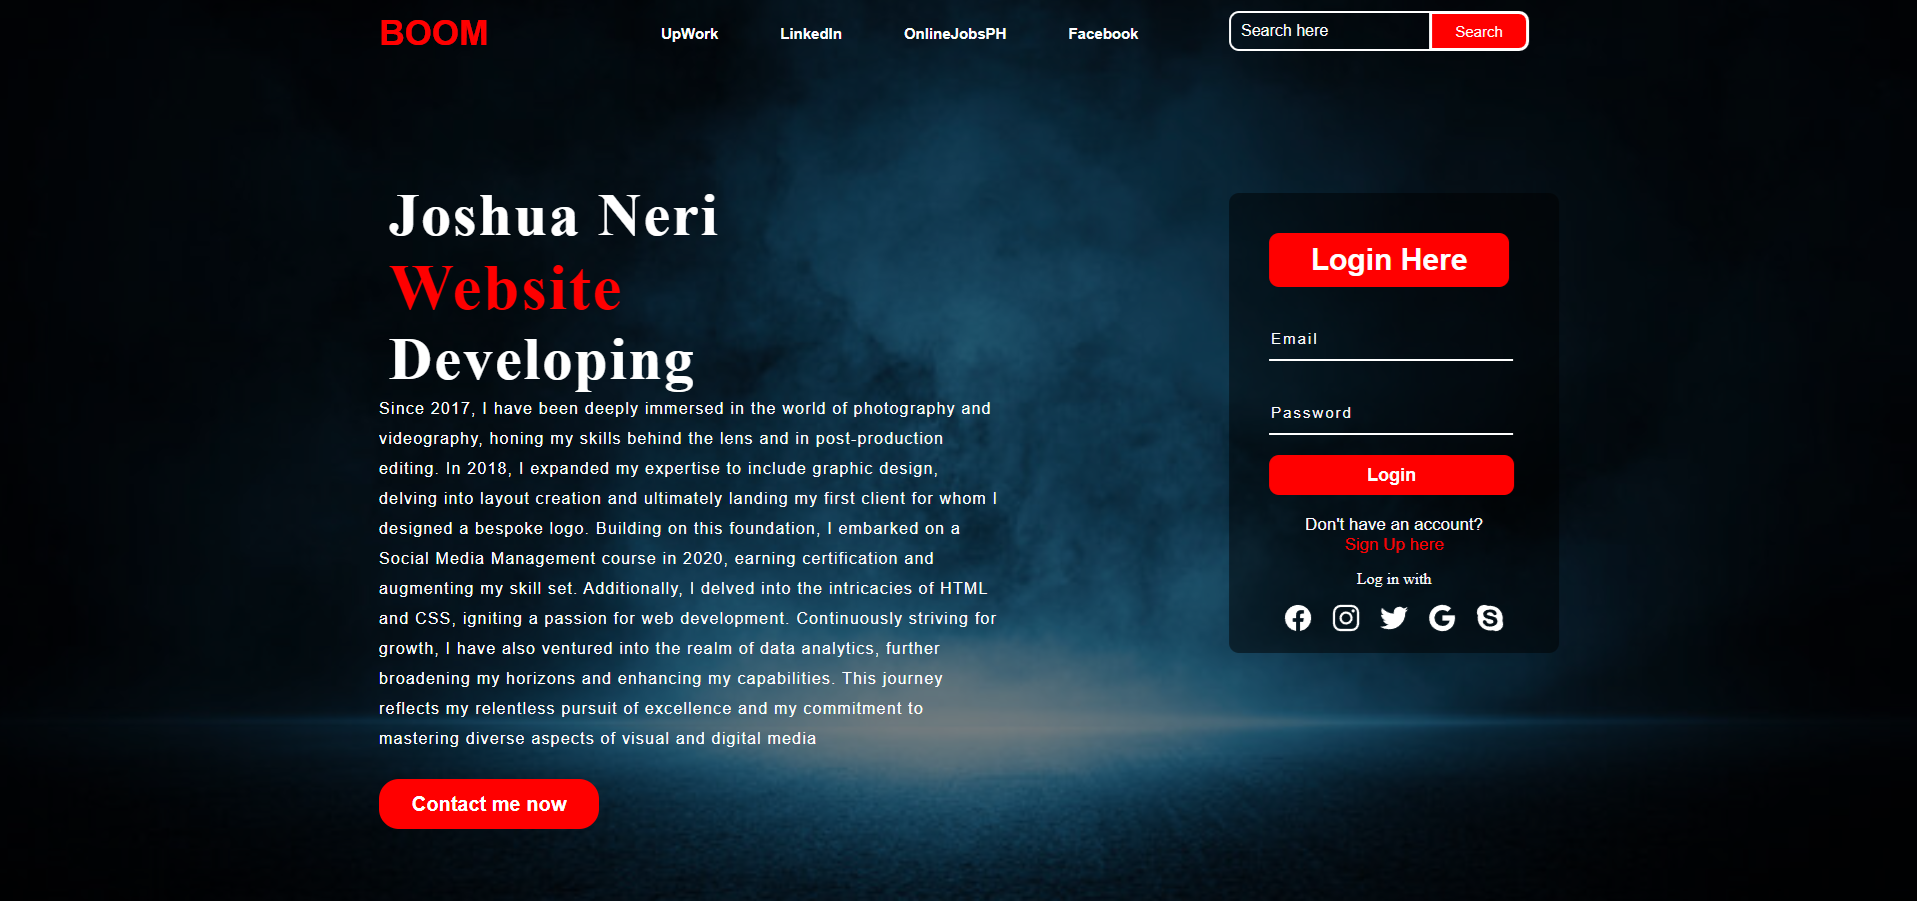 BOOM
UpWork
LinkedIn
OnlineJobsPH
Facebook
Search here
Search
Joshua Neri
Website
Developing
Since 2017, I have been deeply immersed in the world of photography and
videography, honing my skills behind the lens and in post-production
editing. In 2018, I expanded my expertise to include graphic design,
delving into layout creation and ultimately landing my first client for whom I
designed a bespoke logo. Building on this foundation, I embarked on a
Social Media Management course in 2020, earning certification and
augmenting my skill set. Additionally, I delved into the intricacies of HTML
and CSS, igniting a passion for web development. Continuously striving for
growth, I have also ventured into the realm of data analytics, further
broadening my horizons and enhancing my capabilities. This journey
reflects my relentless pursuit of excellence and my commitment to
mastering diverse aspects of visual and digital media
Contact me now
Login Here
Email
Password
Login
Don't have an account?
Sign Up here
Log in with